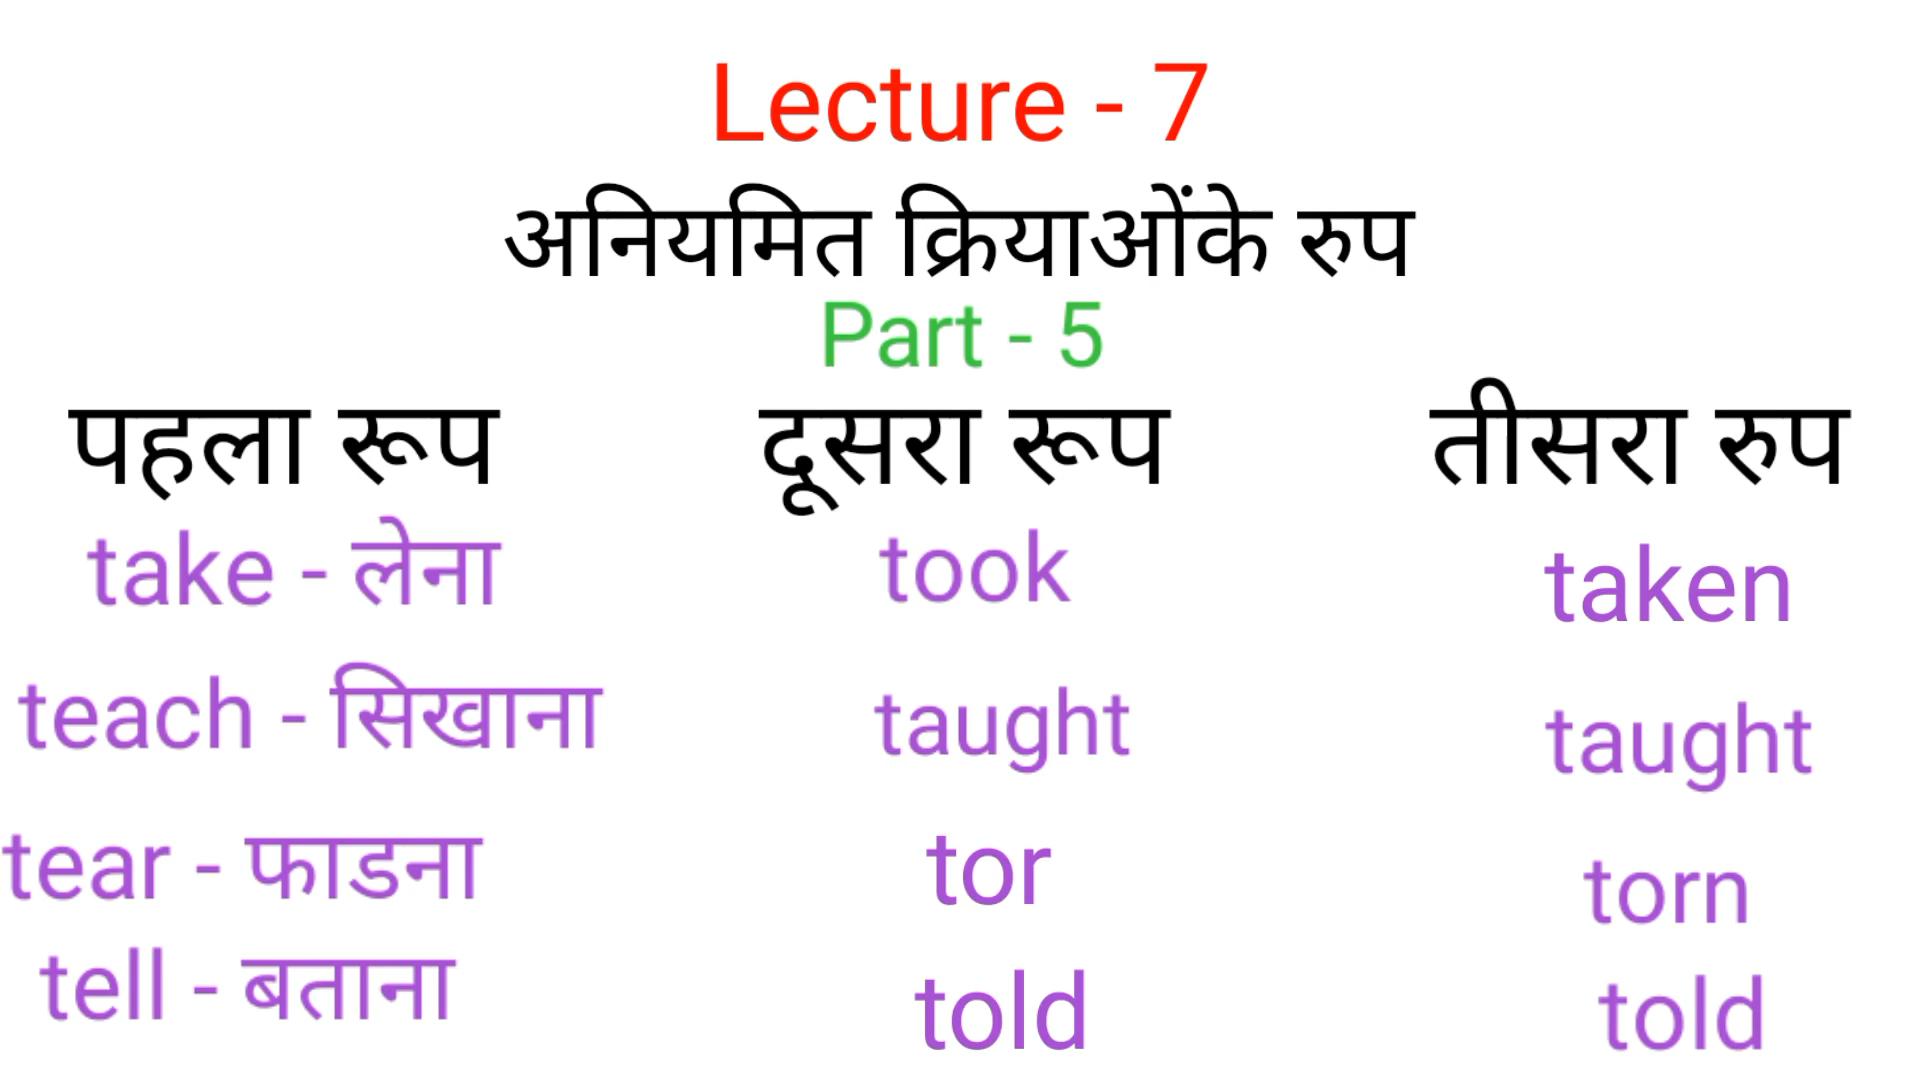 Lecture - 7
अनियमित क्रियाओंके रुप
Part - 5
पहला रूप दूसरा रूप तीसरा रुप
take - लेना took taken
teach - सिखाना taught taught
tear - फाडना tor torn
tell - बताना told told